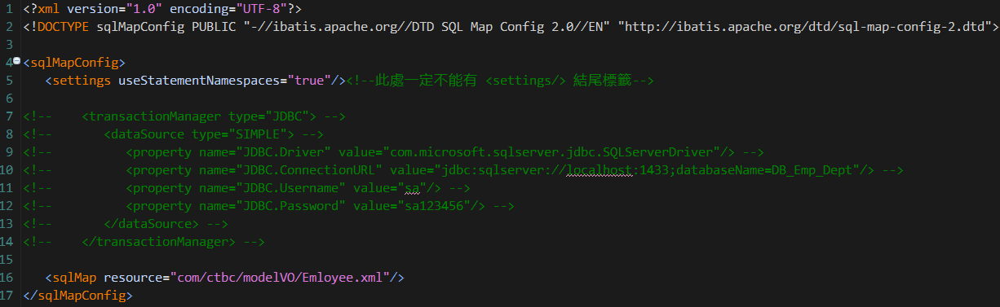 1 <?xml version="1.0" encoding="UTF-8"?>
2 <!DOCTYPE sqlMapConfig PUBLIC "-//ibatis.apache.org//DTD SQL Map Config 2.0//EN" "http://ibatis.apache.org/dtd/sql-map-config-2.dtd">
3
4 <sqlMapConfig>
5    <settings useStatementNamespaces="true"/><!--此處一定不能有 <settings/> 結尾標籤-->
6
7 <!--    <transactionManager type="JDBC"> -->
8 <!--       <dataSource type="SIMPLE"> -->
9 <!--          <property name="JDBC.Driver" value="com.microsoft.sqlserver.jdbc.SQLServerDriver"/> -->
10 <!--          <property name="JDBC.ConnectionURL" value="jdbc:sqlserver://localhost:1433;databaseName=DB_Emp_Dept"/> -->
11 <!--          <property name="JDBC.Username" value="sa"/> -->
12 <!--          <property name="JDBC.Password" value="sa123456"/> -->
13 <!--       </dataSource> -->
14 <!--    </transactionManager> -->
15
16    <sqlMap resource="com/ctbc/modelVO/Emloyee.xml"/>
17 </sqlMapConfig>